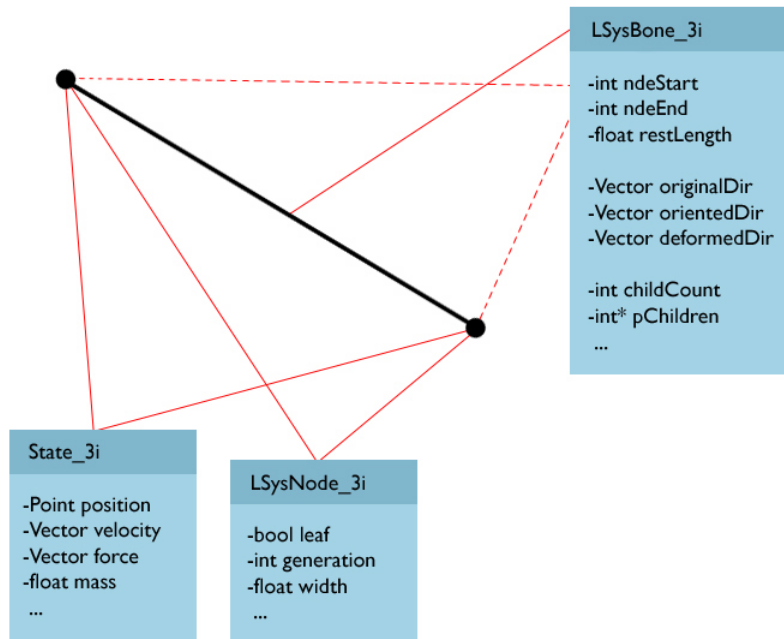 LSysBone_3i
-int ndeStart
-int ndeEnd
-float restLength
-Vector originalDir
-Vector orientedDir
-Vector deformedDir
-int childCount
-int* pChildren
...
State_3i
-Point position
-Vector velocity
-Vector force
-float mass
...
LSysNode_3i
-bool leaf
-int generation
-float width
...